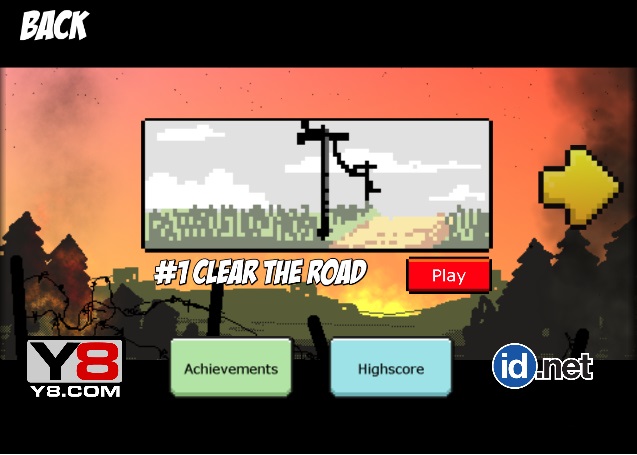 BACK
#1 CLEAR THE ROAD
Play
Achievements
Highscore
Y8
Y8.COM
id.net